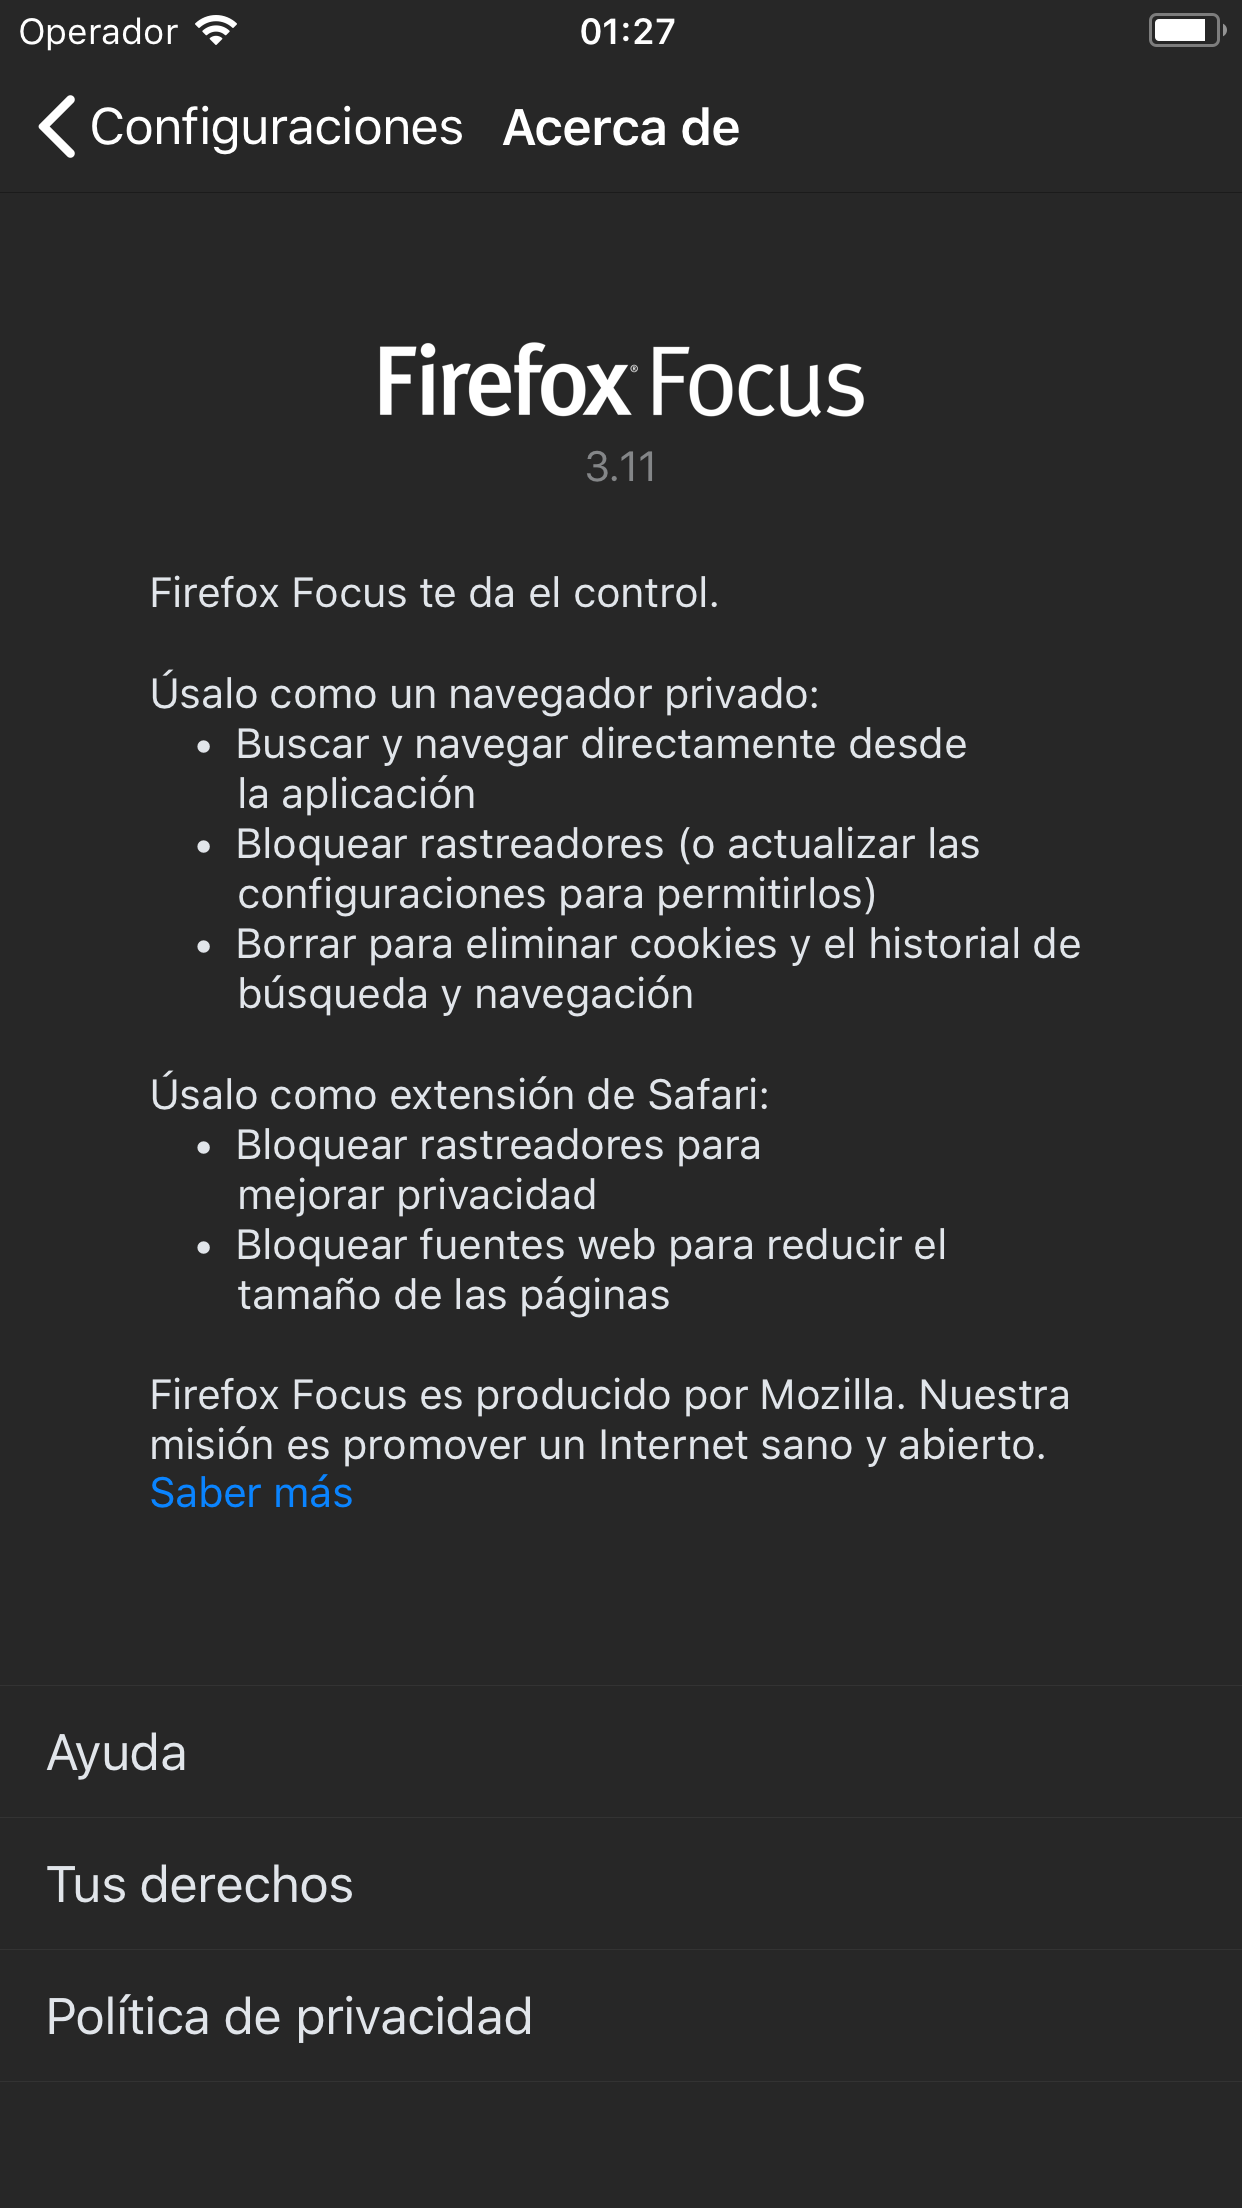 Operador 01:27
Configuraciones Acerca de
Firefox® Focus
3.11
Firefox Focus te da el control.
Úsalo como un navegador privado:
• Buscar y navegar directamente desde
la aplicación
• Bloquear rastreadores (o actualizar las
configuraciones para permitirlos)
• Borrar para eliminar cookies y el historial de
búsqueda y navegación
Úsalo como extensión de Safari:
• Bloquear rastreadores para
mejorar privacidad
• Bloquear fuentes web para reducir el
tamaño de las páginas
Firefox Focus es producido por Mozilla. Nuestra
misión es promover un Internet sano y abierto.
Saber más
Ayuda
Tus derechos
Política de privacidad